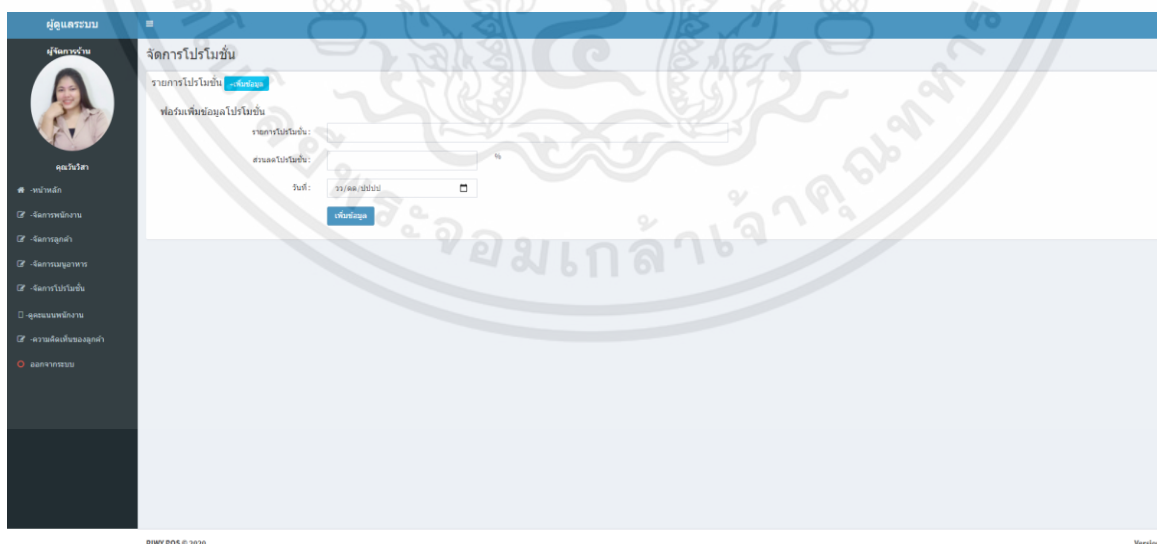 ผู้ดูแลระบบ
ผู้จัดการร้าน
คุณวันวิสา
-หน้าหลัก
-จัดการพนักงาน
-จัดการลูกค้า
-จัดการเมนูอาหาร
-จัดการโปรโมชั่น
-ดูคะแนนพนักงาน
-ความคิดเห็นของลูกค้า
ออกจากระบบ
จัดการโปรโมชั่น
รายการโปรโมชั่น +เพิ่มข้อมูล
ฟอร์มเพิ่มข้อมูลโปรโมชั่น
รายการโปรโมชั่น :
ส่วนลดโปรโมชั่น : %
วันที่ : วว/ดด/ปปปป
เพิ่มข้อมูล
พระจอมเกล้าเจ้าคุณทหาร
POS © 2020